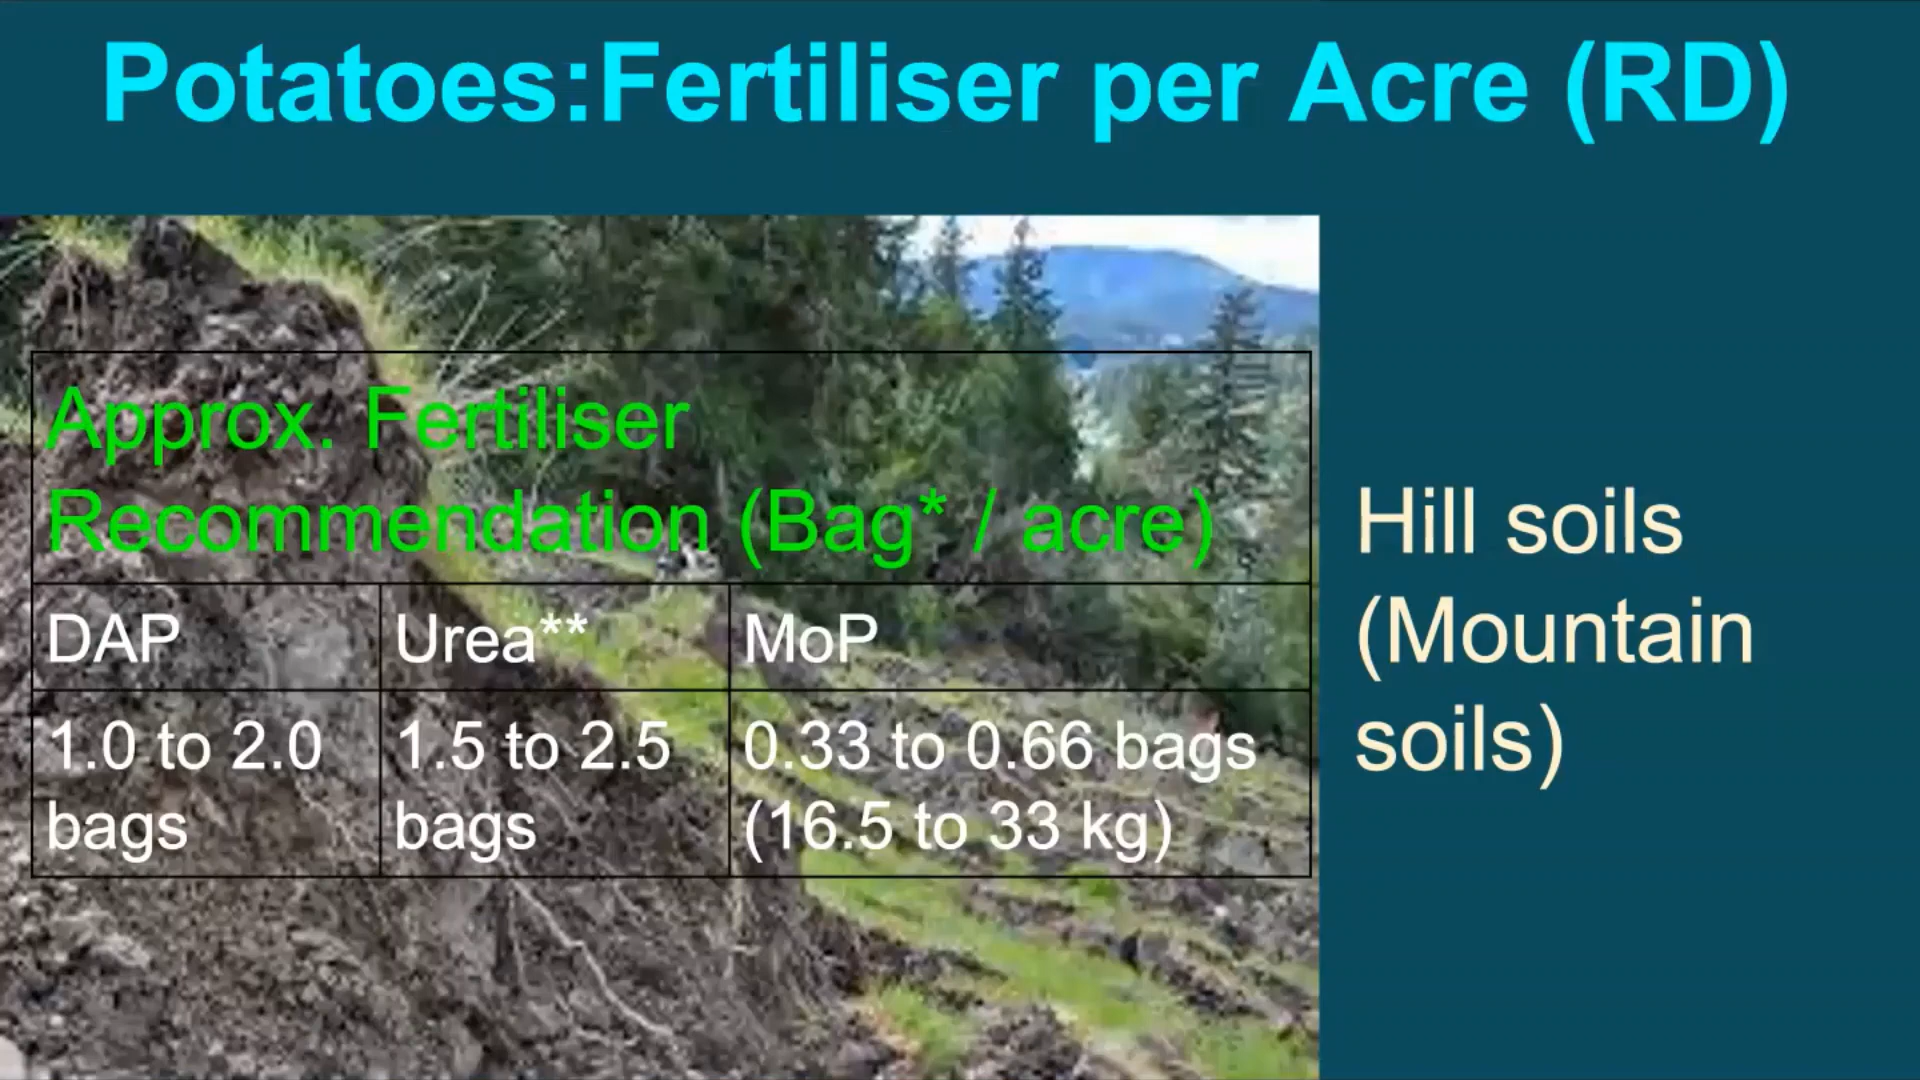 Potatoes:Fertiliser per Acre (RD)
Approx. Fertiliser
Recommendation (Bag* / acre)
DAP
Urea**
MoP
1.0 to 2.0
bags
1.5 to 2.5
bags
0.33 to 0.66 bags
(16.5 to 33 kg)
Hill soils
(Mountain
soils)